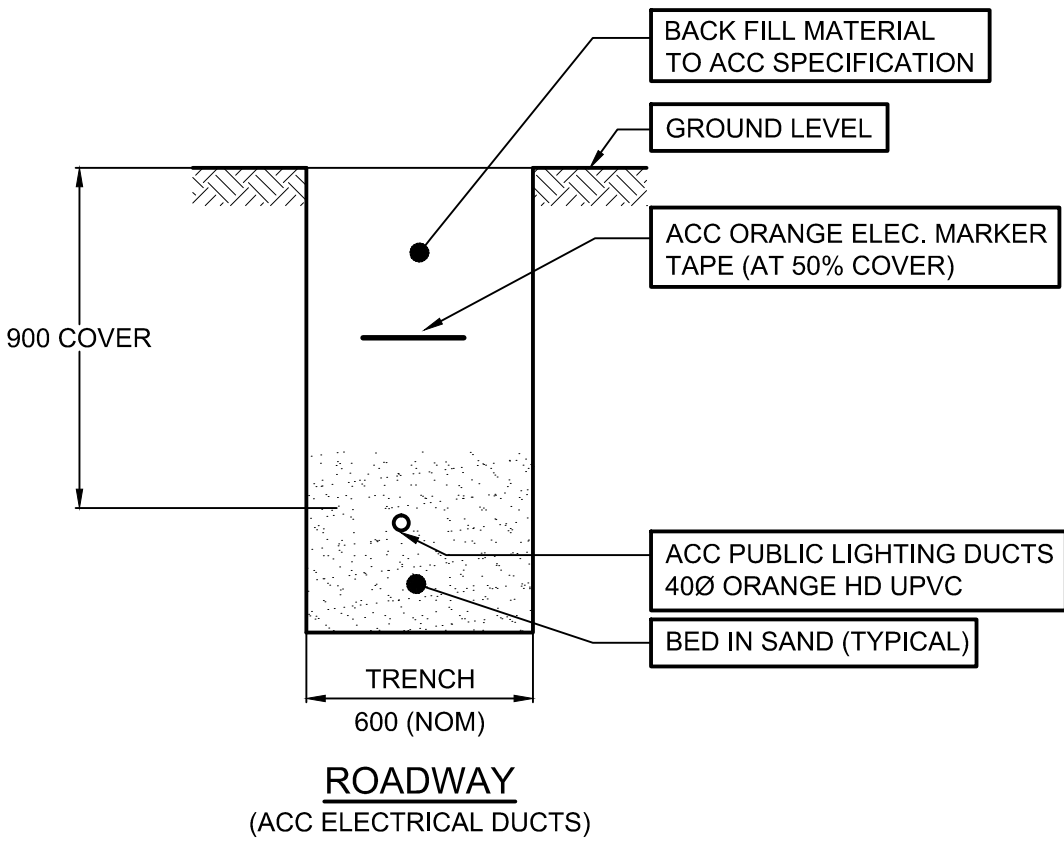 BACK FILL MATERIAL
TO ACC SPECIFICATION
GROUND LEVEL
ACC ORANGE ELEC. MARKER
TAPE (AT 50% COVER)
900 COVER
ACC PUBLIC LIGHTING DUCTS
40Ø ORANGE HD UPVC
BED IN SAND (TYPICAL)
TRENCH
600 (NOM)
ROADWAY
(ACC ELECTRICAL DUCTS)